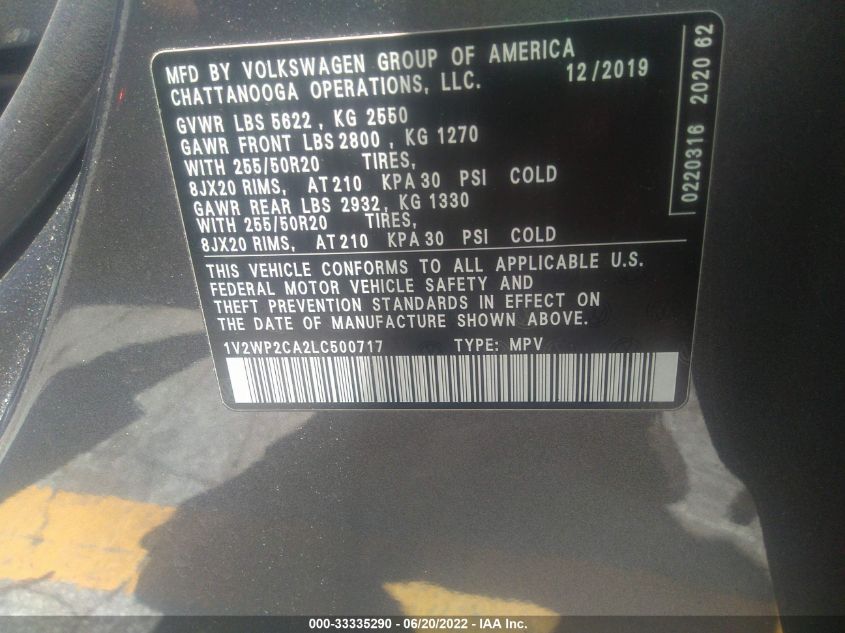 MFD BY VOLKSWAGEN GROUP OF AMERICA
CHATTANOOGA OPERATIONS, LLC. 12/2019
GVWR LBS 5622 , KG 2550
GAWR FRONT LBS 2800 , KG 1270
WITH 255/50R20 TIRES,
8JX20 RIMS, AT 210 KPA 30 PSI COLD
GAWR REAR LBS 2932, KG 1330
WITH 255/50R20 TIRES,
8JX20 RIMS, AT 210 KPA 30 PSI COLD
THIS VEHICLE CONFORMS TO ALL APPLICABLE U.S.
FEDERAL MOTOR VEHICLE SAFETY AND
THEFT PREVENTION STANDARDS IN EFFECT ON
THE DATE OF MANUFACTURE SHOWN ABOVE.
1V2WP2CA2LC500717 TYPE: MPV
0220316 2020 62
000-33335290 - 06/20/2022 - IAA Inc.